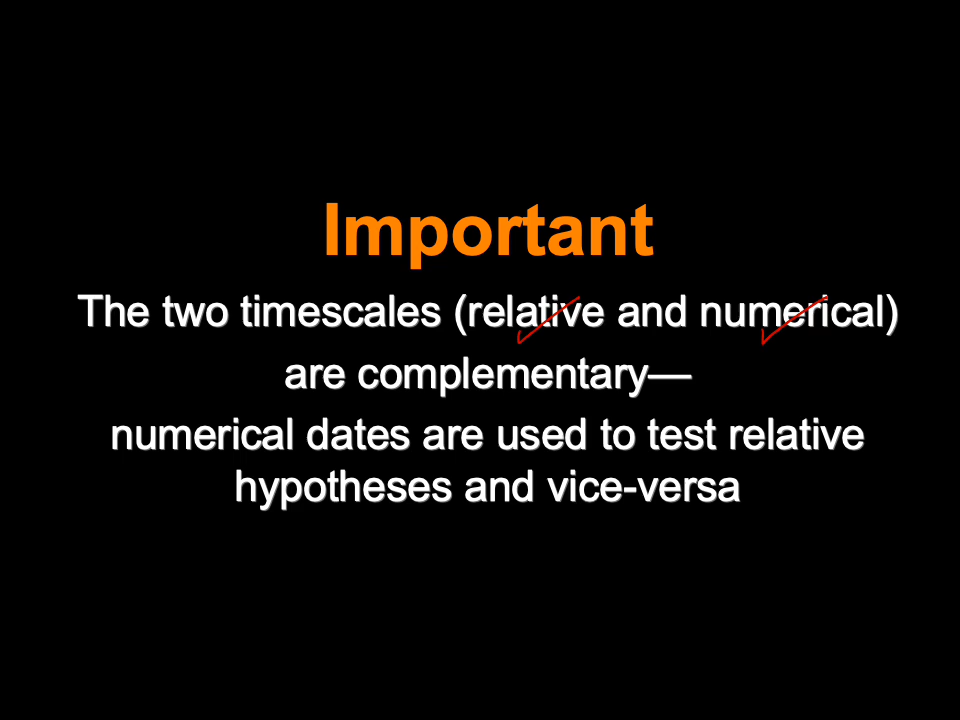 Important
The two timescales (relative and numerical)
are complementary—
numerical dates are used to test relative
hypotheses and vice-versa